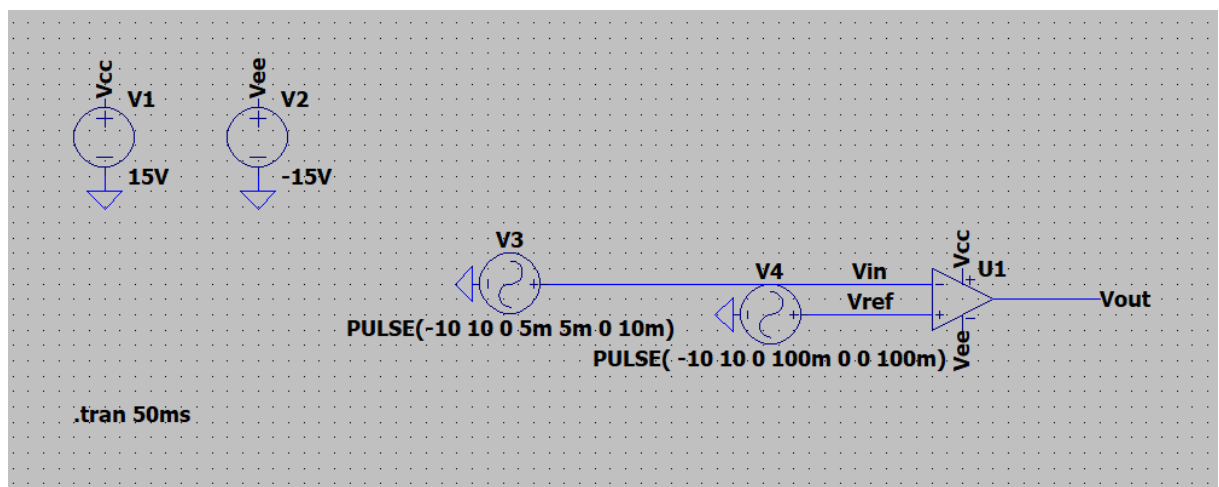 Vcc
V1
15V
Vee
V2
-15V
V3
PULSE(-10 10 0 5m 5m 0 10m)
V4
PULSE( -10 10 0 100m 0 0 100m)
Vin
Vref
Vcc
U1
Vee
Vout
.tran 50ms